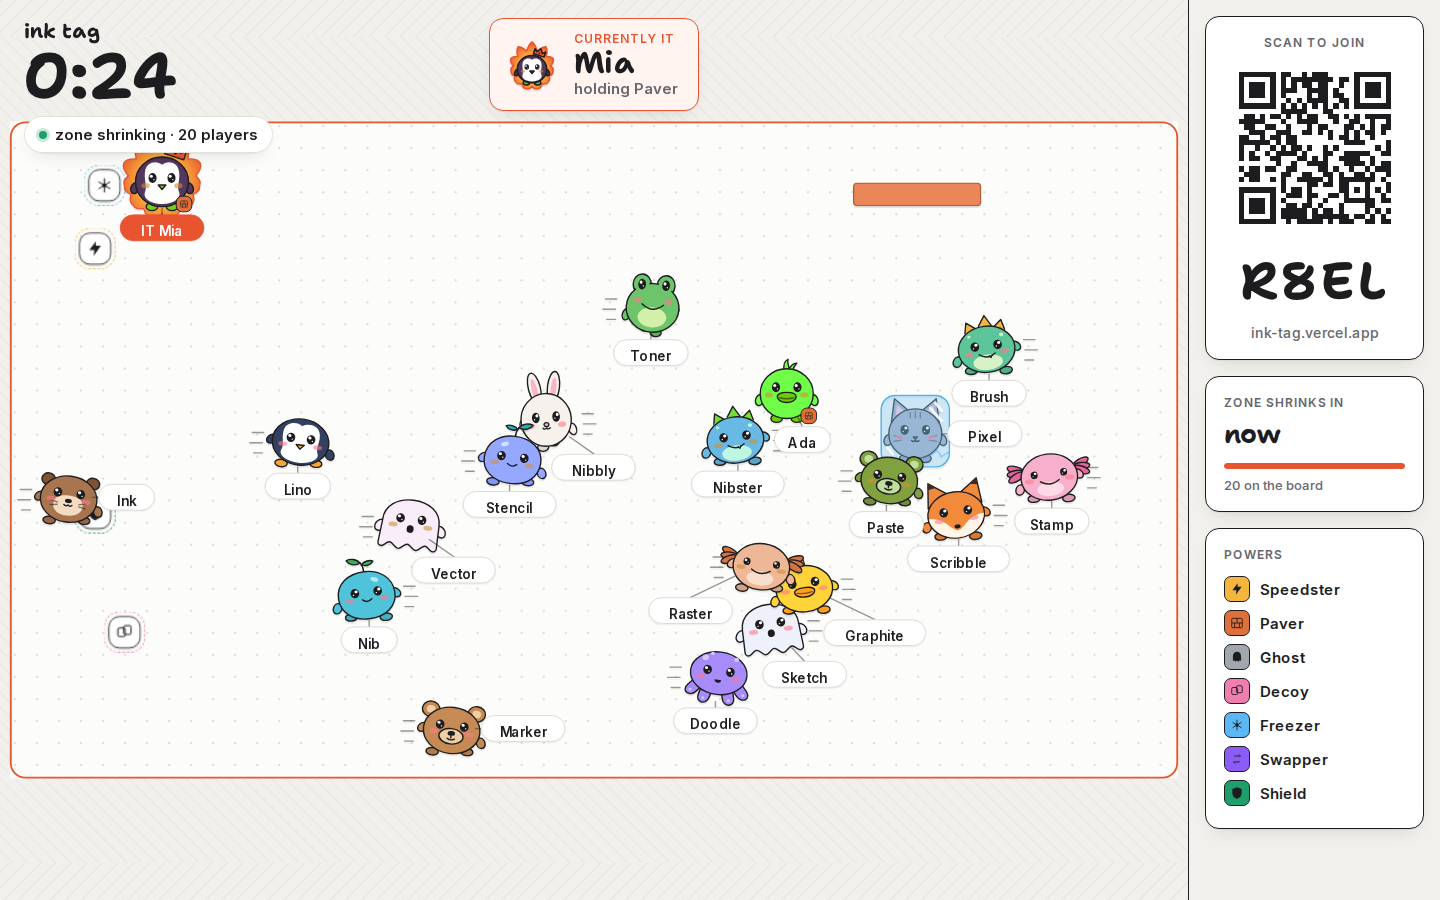 ink tag
0:24
CURRENTLY IT
Mia
holding Paver
zone shrinking · 20 players
IT Mia
Toner
Brush
Ada
Pixel
Nibbly
Lino
Nibster
Ink
Stencil
Paste
Stamp
Scribble
Vector
Raster
Graphite
Nib
Sketch
Doodle
Marker
SCAN TO JOIN
R8EL
ink-tag.vercel.app
ZONE SHRINKS IN
now
20 on the board
POWERS
Speedster
Paver
Ghost
Decoy
Freezer
Swapper
Shield